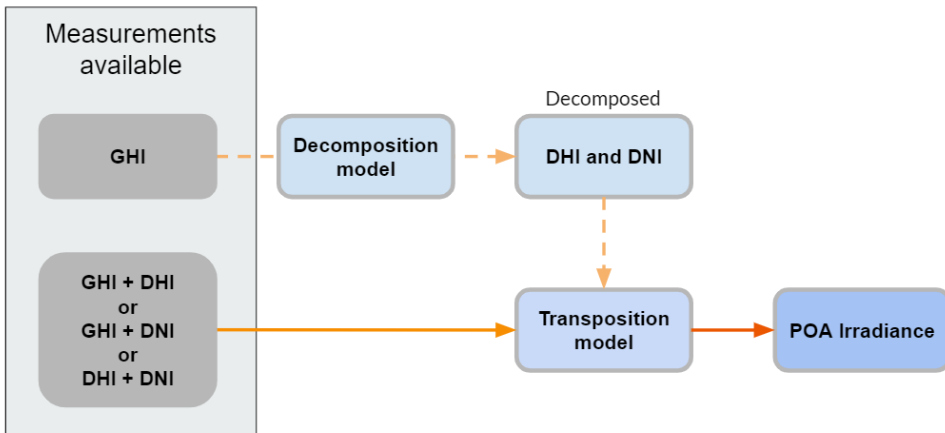 Measurements
available
Decomposed
GHI
Decomposition
model
DHI and DNI
GHI + DHI
or
GHI + DNI
or
DHI + DNI
Transposition
model
POA Irradiance